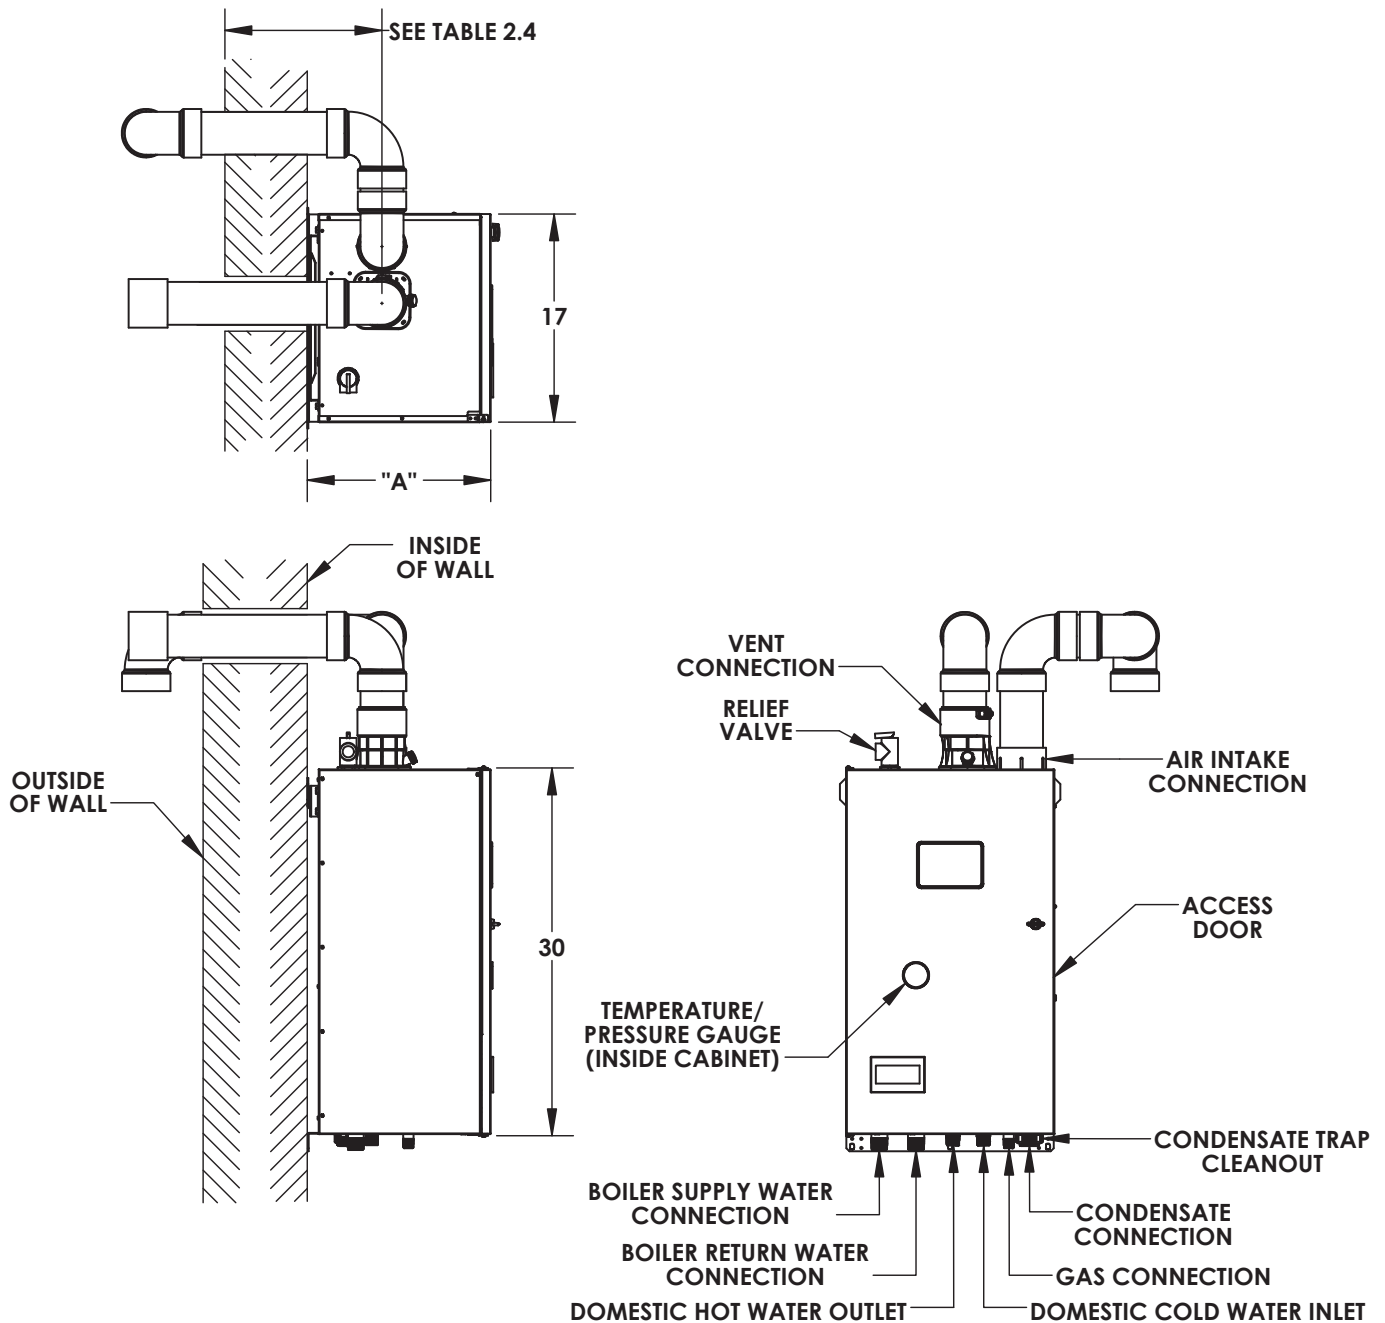 SEE TABLE 2.4
17
"A"
INSIDE
OF WALL
OUTSIDE
OF WALL
30
VENT
CONNECTION
RELIEF
VALVE
AIR INTAKE
CONNECTION
ACCESS
DOOR
TEMPERATURE/
PRESSURE GAUGE
(INSIDE CABINET)
CONDENSATE TRAP
CLEANOUT
BOILER SUPPLY WATER
CONNECTION
CONDENSATE
CONNECTION
BOILER RETURN WATER
CONNECTION
GAS CONNECTION
DOMESTIC HOT WATER OUTLET
DOMESTIC COLD WATER INLET